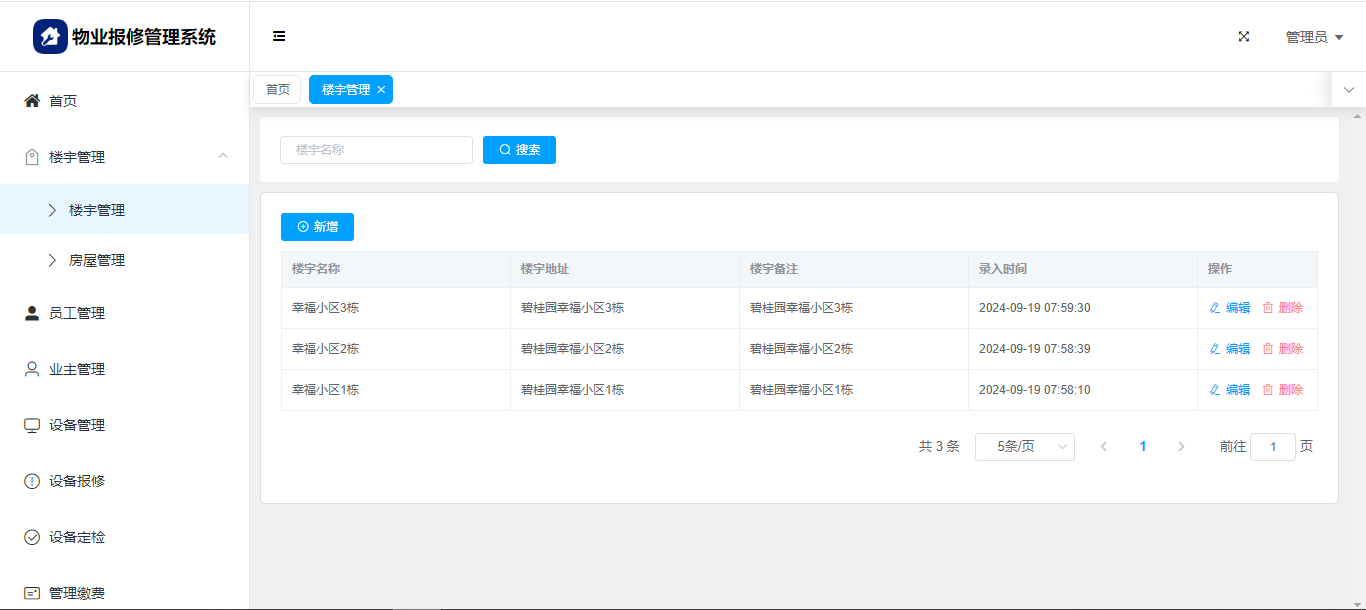 物业报修管理系统
管理员
首页
楼宇管理
房屋管理
员工管理
业主管理
设备管理
设备报修
设备定检
管理缴费
首页 楼宇管理
楼宇管理
楼宇名称 搜索
新增
楼宇名称 楼宇地址 楼宇备注 录入时间 操作
幸福小区3栋 碧桂园幸福小区3栋 碧桂园幸福小区3栋 2024-09-19 07:59:30 编辑 删除
幸福小区2栋 碧桂园幸福小区2栋 碧桂园幸福小区2栋 2024-09-19 07:58:39 编辑 删除
幸福小区1栋 碧桂园幸福小区1栋 碧桂园幸福小区1栋 2024-09-19 07:58:10 编辑 删除
共 3 条 5条/页 1 前往 1 页